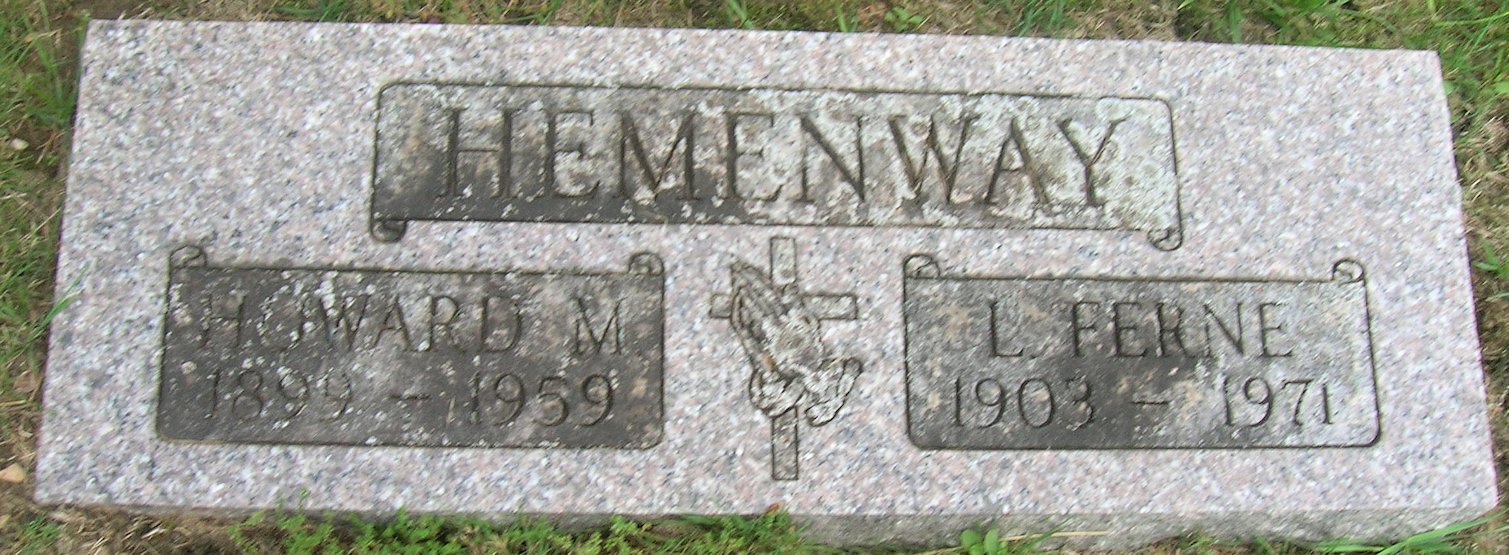 HEMENWAY
HOWARD M.
1899 - 1959
L. FERNE
1903 - 1971